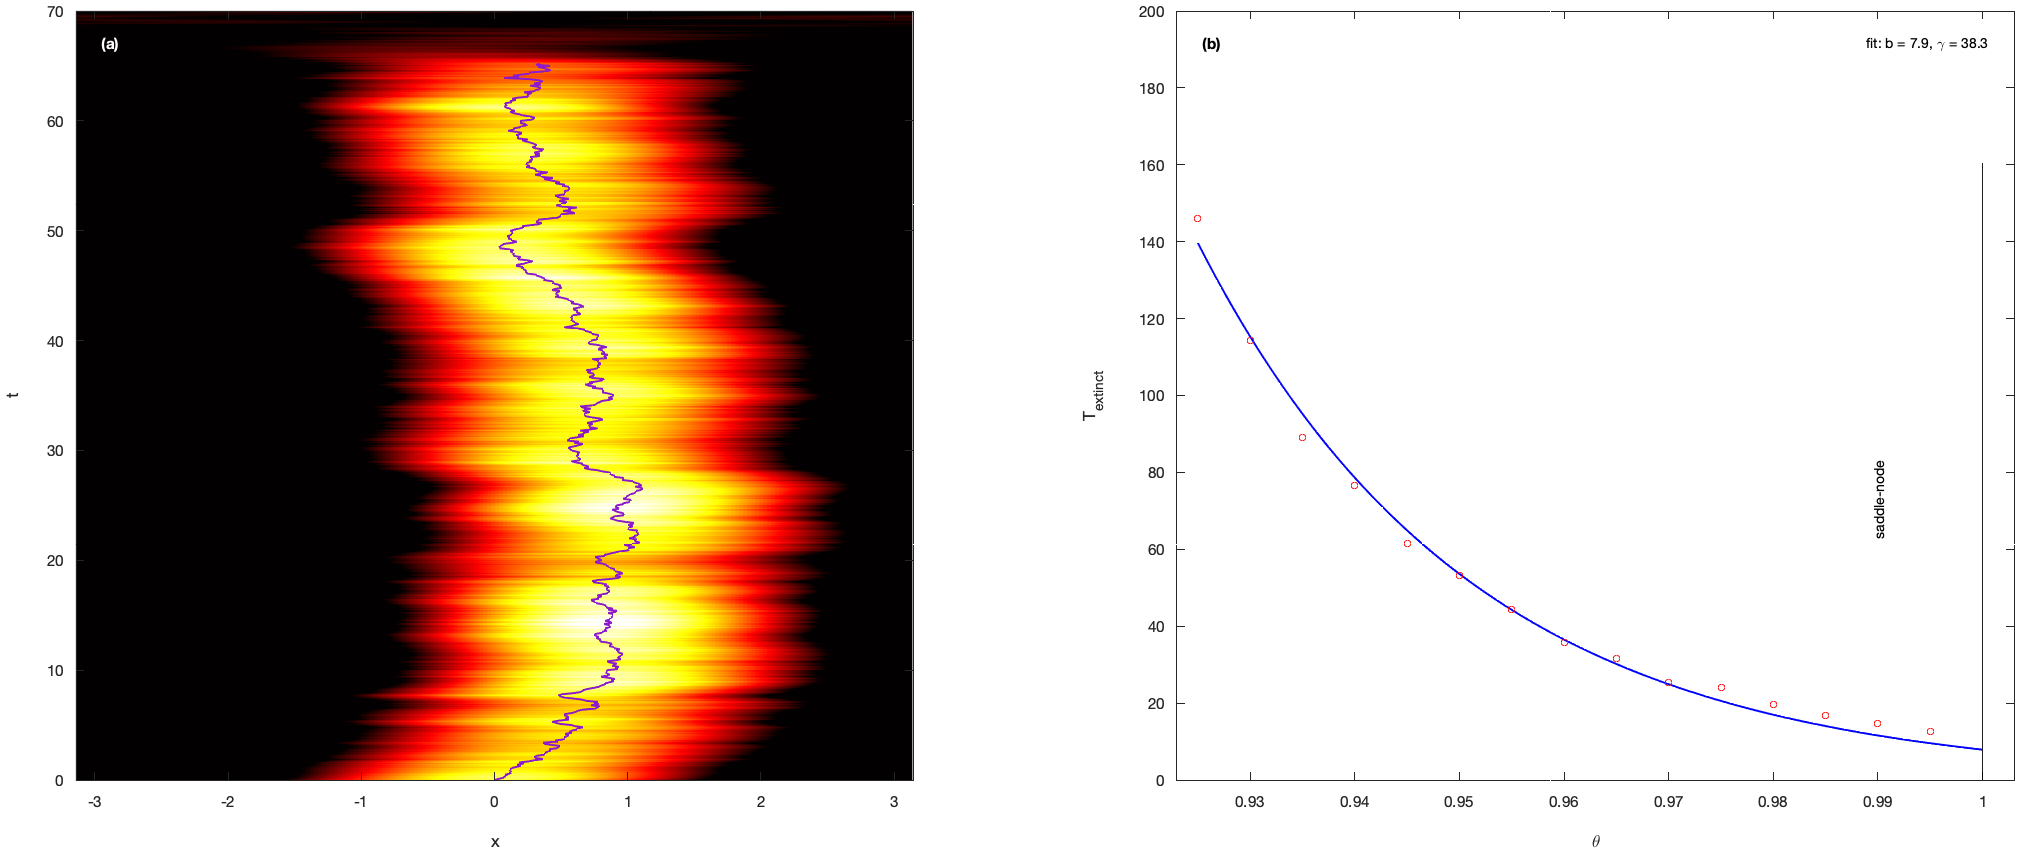 (a)
70
60
50
40
30
20
10
0
t
-3 -2 -1 0 1 2 3
x
(b)
fit: b = 7.9, γ = 38.3
200
180
160
140
120
100
80
60
40
20
0
T_extinct
saddle-node
0.93 0.94 0.95 0.96 0.97 0.98 0.99 1
θ